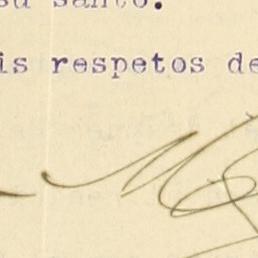 su santo.
is respetos de